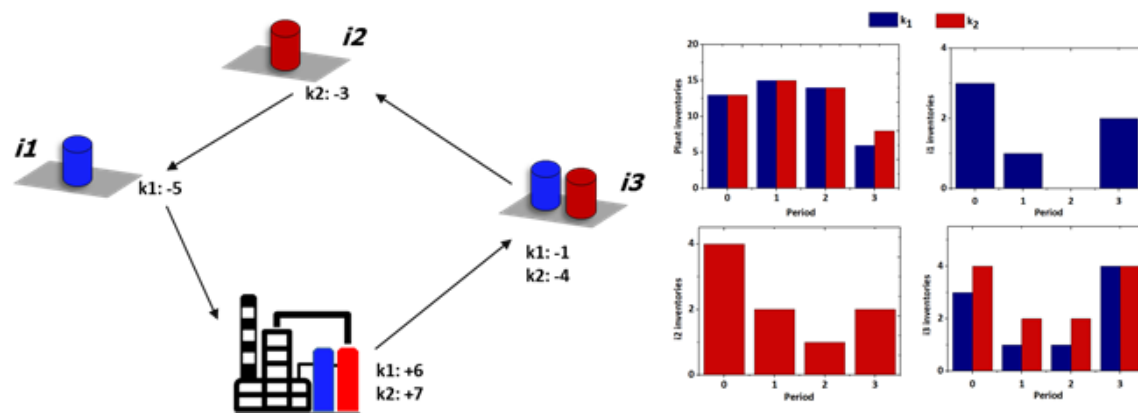 i2
k2: -3
i1
k1: -5
i3
k1: -1
k2: -4
k1: +6
k2: +7
k1 k2
Plant inventories
20
15
10
5
0
0 1 2 3
Period
i1 inventories
4
2
0
0 1 2 3
Period
i2 inventories
4
2
0
0 1 2 3
Period
i3 inventories
4
2
0
0 1 2 3
Period